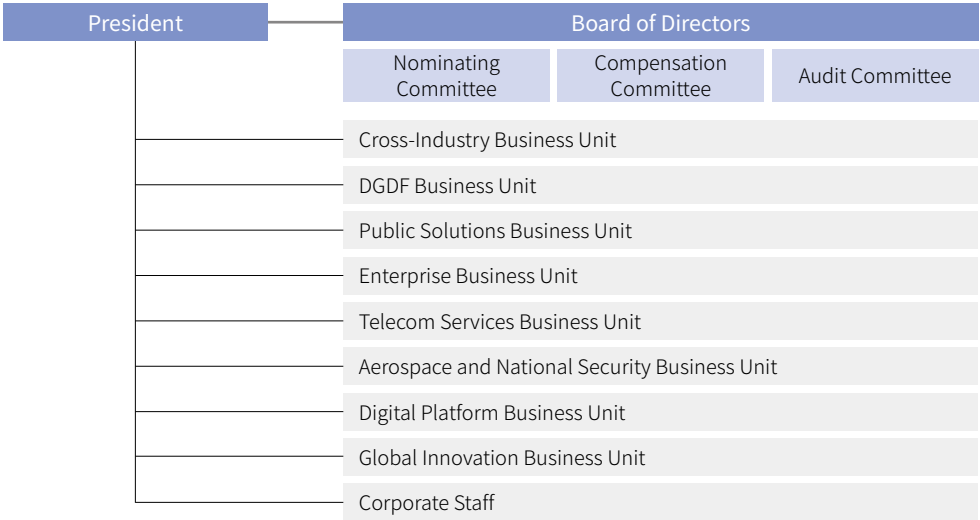 President
Board of Directors
Nominating
Committee
Compensation
Committee
Audit Committee
Cross-Industry Business Unit
DGDF Business Unit
Public Solutions Business Unit
Enterprise Business Unit
Telecom Services Business Unit
Aerospace and National Security Business Unit
Digital Platform Business Unit
Global Innovation Business Unit
Corporate Staff